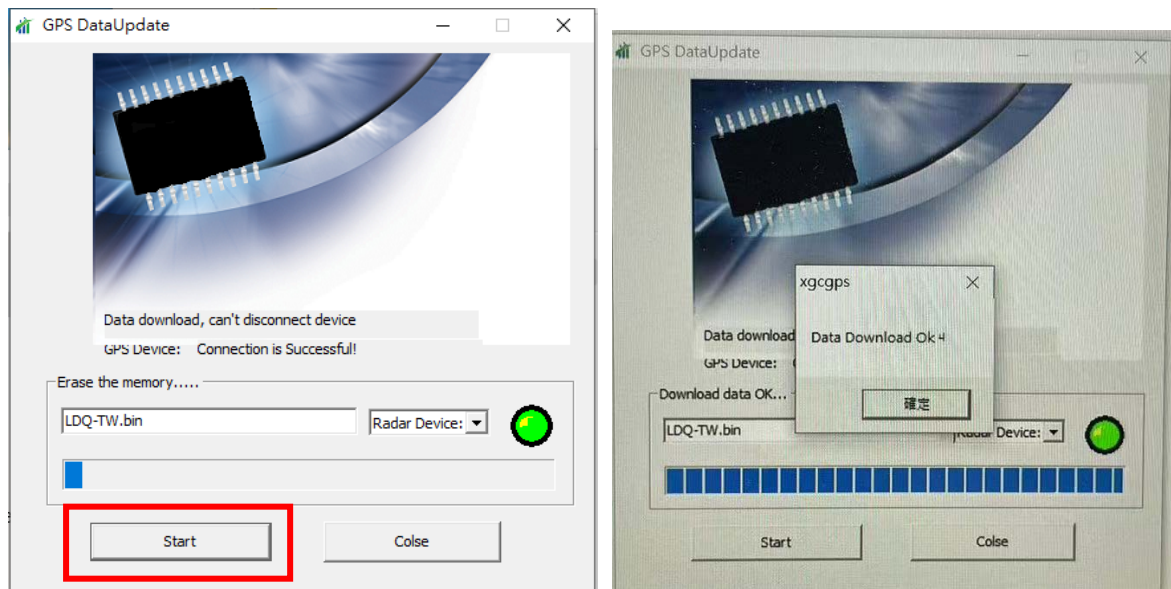 GPS DataUpdate
Data download, can't disconnect device
GPS Device: Connection is Successful!
Erase the memory.....
LDQ-TW.bin
Radar Device:
Start
Colse
GPS DataUpdate
xgcgps
Data Download Ok
確定
Data download
GPS Device:
Download data OK...
LDQ-TW.bin
Device:
Start
Colse